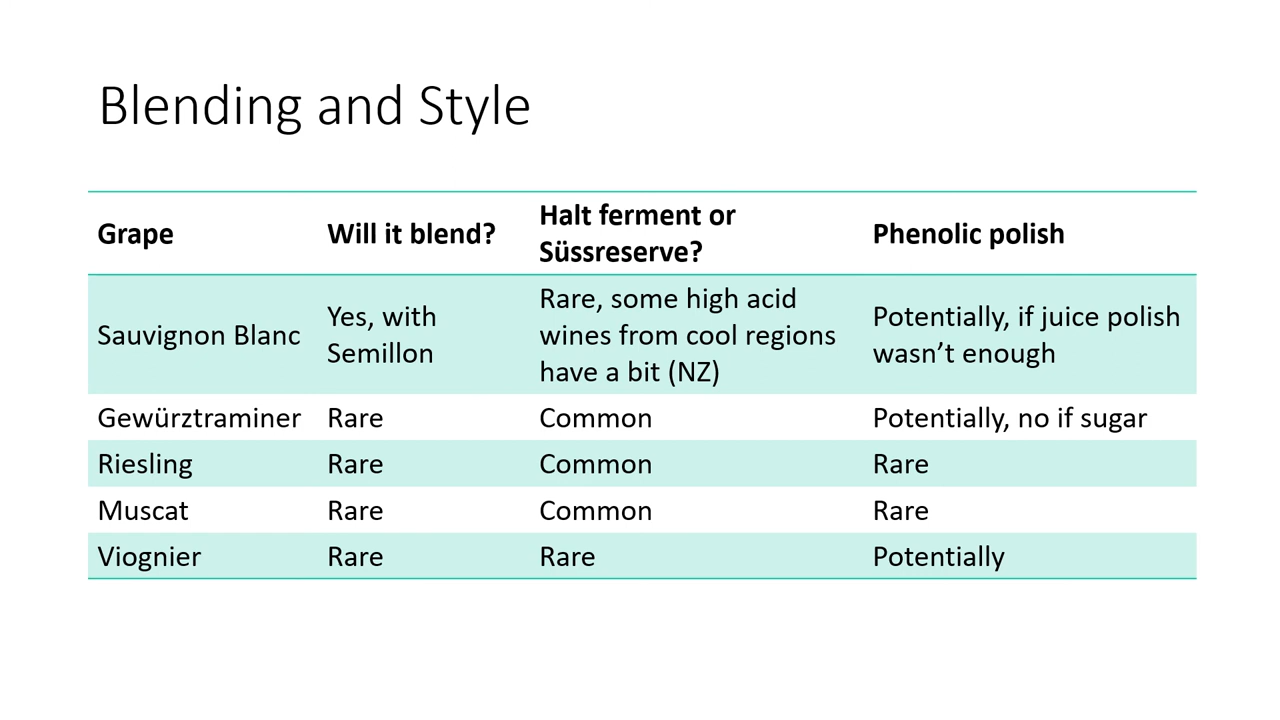 Blending and Style
Grape
Will it blend?
Halt ferment or
Süssreserve?
Phenolic polish
Sauvignon Blanc
Yes, with
Semillon
Rare, some high acid
wines from cool regions
have a bit (NZ)
Potentially, if juice polish
wasn’t enough
Gewürztraminer
Rare
Common
Potentially, no if sugar
Riesling
Rare
Common
Rare
Muscat
Rare
Common
Rare
Viognier
Rare
Rare
Potentially